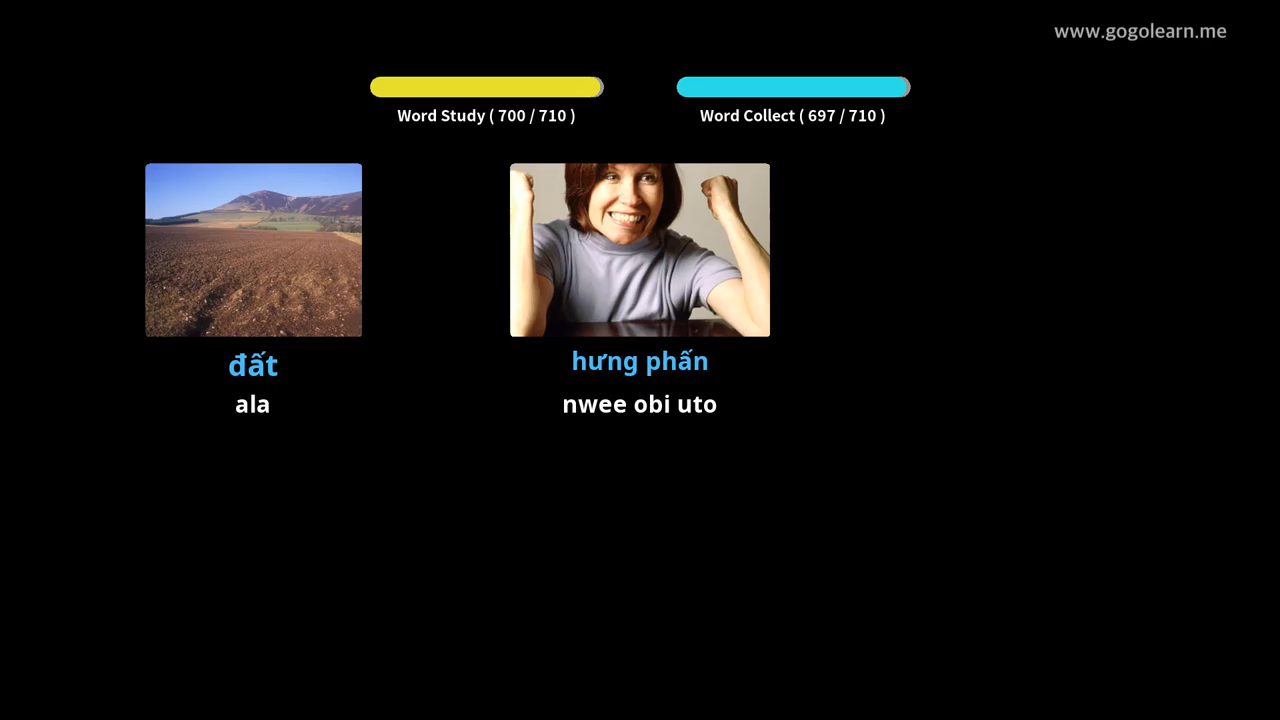 www.gogolearn.me
Word Study ( 700 / 710 )
Word Collect ( 697 / 710 )
đất
ala
hưng phấn
nwee obi uto